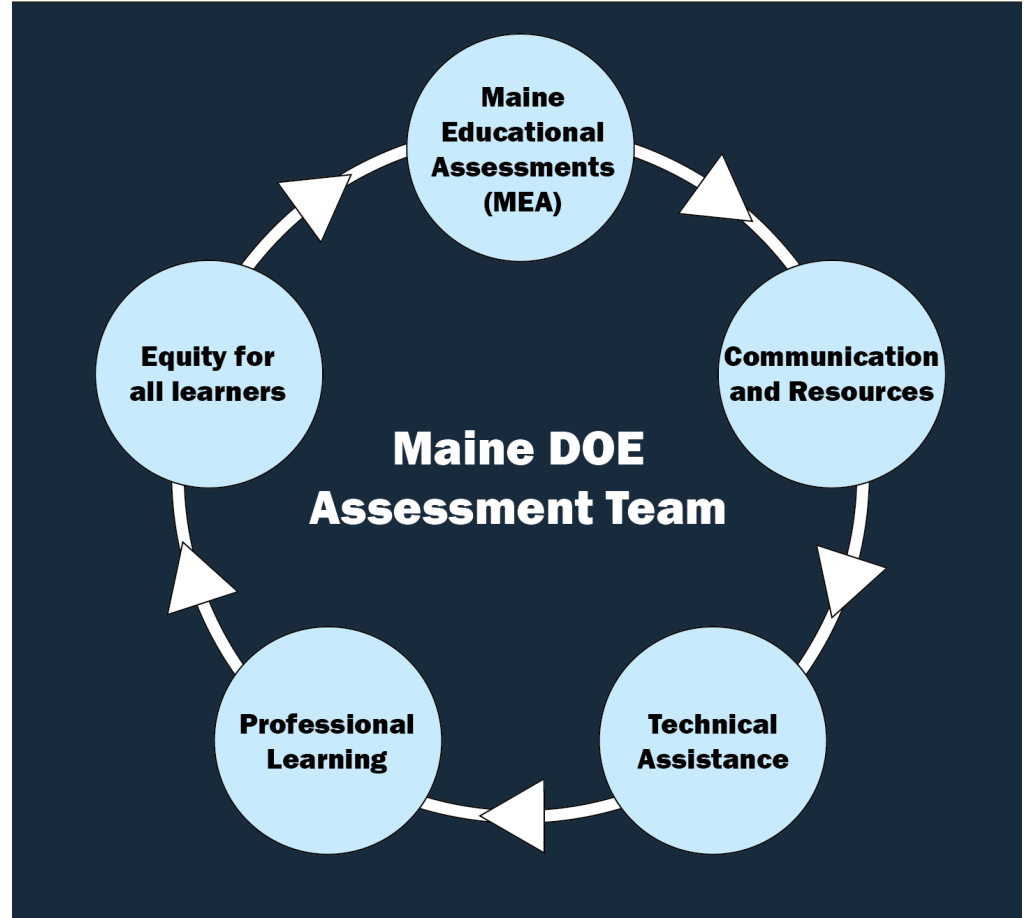 Maine
Educational
Assessments
(MEA)
Communication
and Resources
Technical
Assistance
Professional
Learning
Equity for
all learners
Maine DOE
Assessment Team